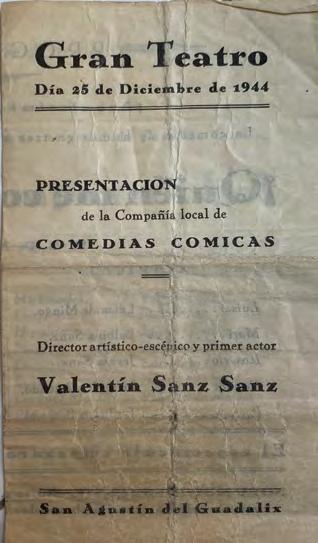 Gran Teatro
Día 25 de Diciembre de 1944
PRESENTACION
de la Compañía local de
COMEDIAS COMICAS
Director artístico-escénico y primer actor
Valentín Sanz Sanz
San Agustín del Guadalix